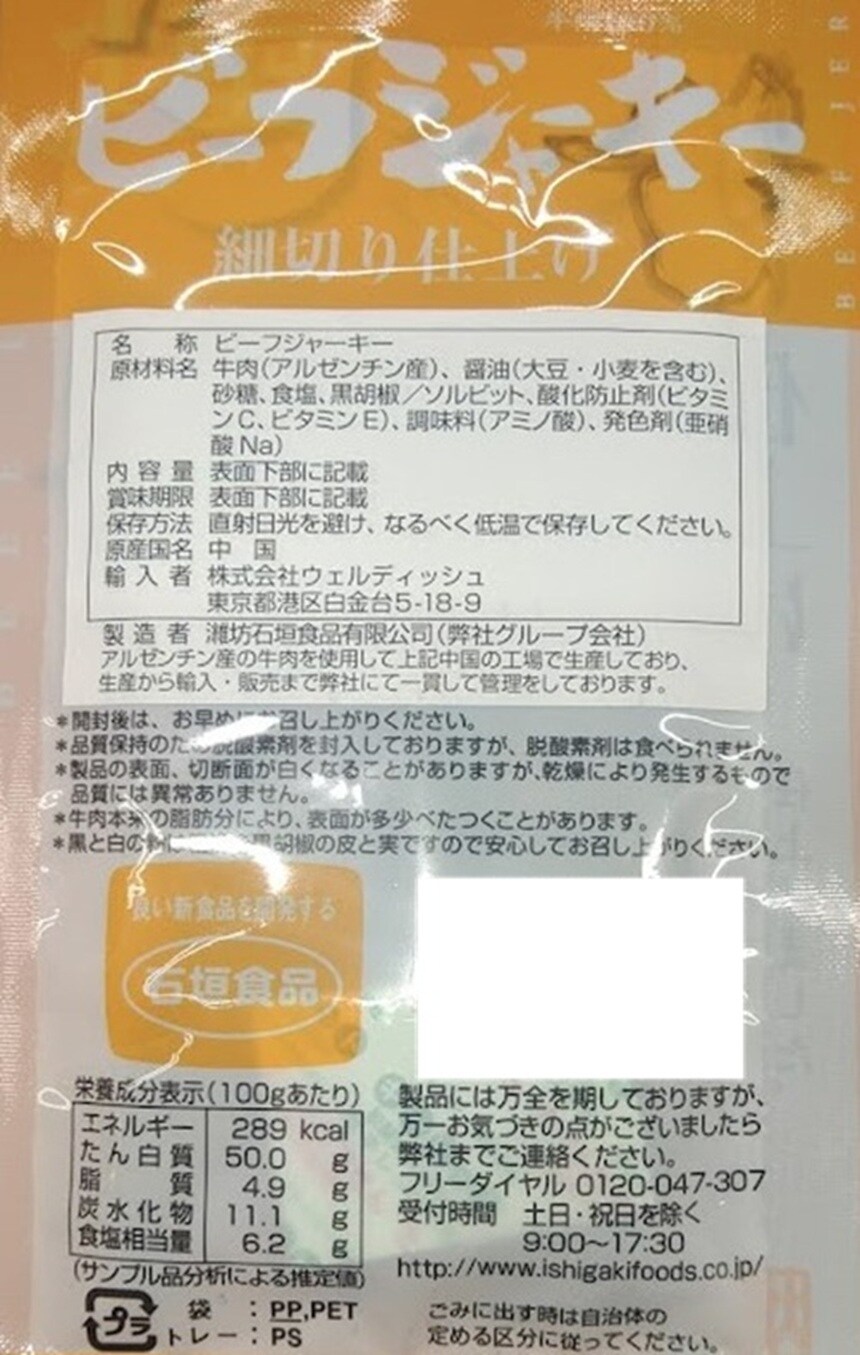 ビーフジャーキー
細切り仕上げ
BEEF JER
名称 ビーフジャーキー
原材料名 牛肉(アルゼンチン産)、醤油(大豆・小麦を含む)、
砂糖、食塩、黒胡椒/ソルビット、酸化防止剤(ビタミ
ンC、ビタミンE)、調味料(アミノ酸)、発色剤(亜硝
酸Na)
内容量 表面下部に記載
賞味期限 表面下部に記載
保存方法 直射日光を避け、なるべく低温で保存してください。
原産国名 中国
輸入者 株式会社ウェルディッシュ
東京都港区白金台5-18-9
製造者 濰坊石垣食品有限公司(弊社グループ会社)
アルゼンチン産の牛肉を使用して上記中国の工場で生産しており、
生産から輸入・販売まで弊社にて一貫して管理をしております。
*開封後は、お早めにお召し上がりください。
*品質保持のため脱酸素剤を封入しておりますが、脱酸素剤は食べられません。
*製品の表面、切断面が白くなることがありますが、乾燥により発生するもので
品質には異常ありません。
*牛肉本来の脂肪分により、表面が多少べたつくことがあります。
*黒と白の粉は 黒胡椒の皮と実ですので安心してお召し上がりください。
良い新食品を開発する
石垣食品
栄養成分表示(100gあたり)
エネルギー 289 kcal
たん白質 50.0 g
脂質 4.9 g
炭水化物 11.1 g
食塩相当量 6.2 g
(サンプル品分析による推定値)
プラ
袋:PP,PET
トレー:PS
製品には万全を期しておりますが、
万一お気づきの点がございましたら
弊社までご連絡ください。
フリーダイヤル 0120-047-307
受付時間 土日・祝日を除く
9:00~17:30
http://www.ishigakifoods.co.jp/
ごみに出す時は自治体の
定める区分に従ってください。